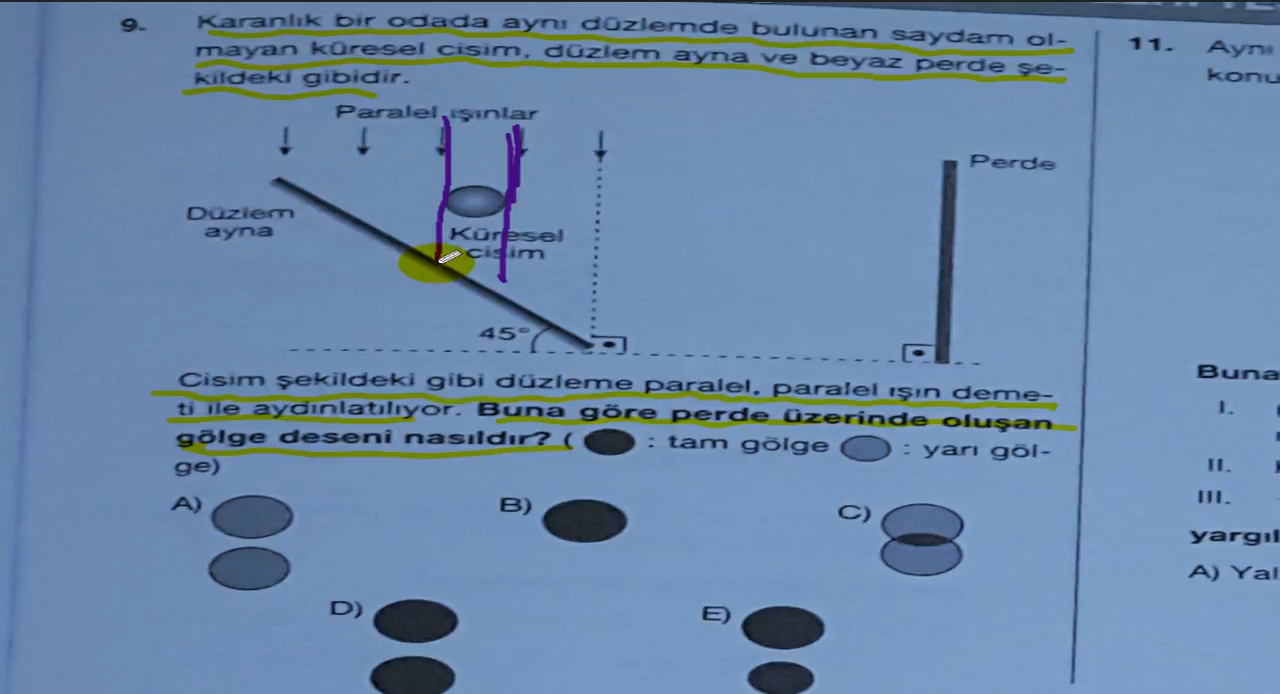 9. Karanlık bir odada aynı düzlemde bulunan saydam ol-
mayan küresel cisim, düzlem ayna ve beyaz perde şe-
kildeki gibidir.
Paralel ışınlar
Perde
Düzlem
ayna
Küresel
cisim
45°
Cisim şekildeki gibi düzleme paralel, paralel ışın deme-
ti ile aydınlatılıyor. Buna göre perde üzerinde oluşan
gölge deseni nasıldır? ( : tam gölge : yarı göl-
ge)
A)
B)
C)
D)
E)
11. Aynı
konu
Buna
I.
II.
III.
yargıl
A) Yal